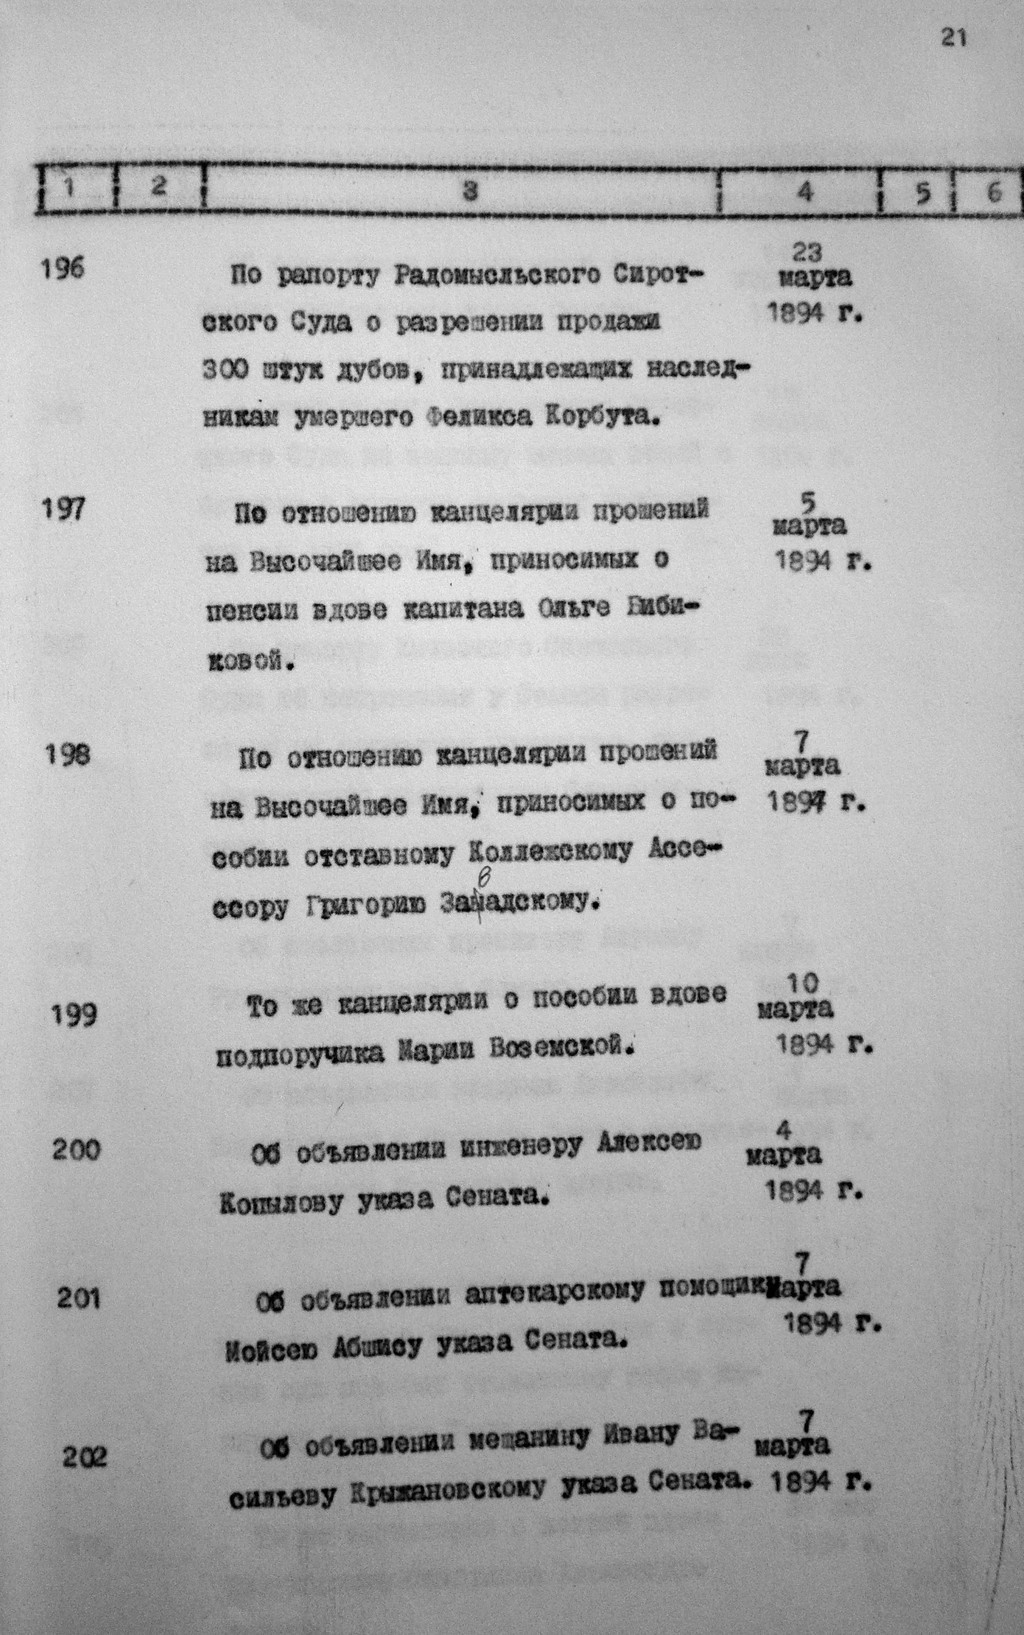 21
1 2 3 4 5 6
196 По рапорту Радомысльского Сирот- 23 марта
ского Суда о разрешении продажи 1894 г.
300 штук дубов, принадлежащих наслед-
никам умершего Феликса Корбута.
197 По отношению канцелярии прошений 5 марта
на Высочайшее Имя, приносимых о 1894 г.
пенсии вдове капитана Ольге Биби-
ковой.
198 По отношению канцелярии прошений 7 марта
на Высочайшее Имя, приносимых о по- 1894 г.
собии отставному Коллежскому Ассе-
ссору Григорию Завадскому.
199 То же канцелярии о пособии вдове 10 марта
подпоручика Марии Воземской. 1894 г.
200 Об объявлении инженеру Алексею 4 марта
Копылову указа Сената. 1894 г.
201 Об объявлении аптекарскому помощику 7 марта
Мойсею Абшису указа Сената. 1894 г.
202 Об объявлении мещанину Ивану Ва- 7 марта
сильеву Крыжановскому указа Сената. 1894 г.